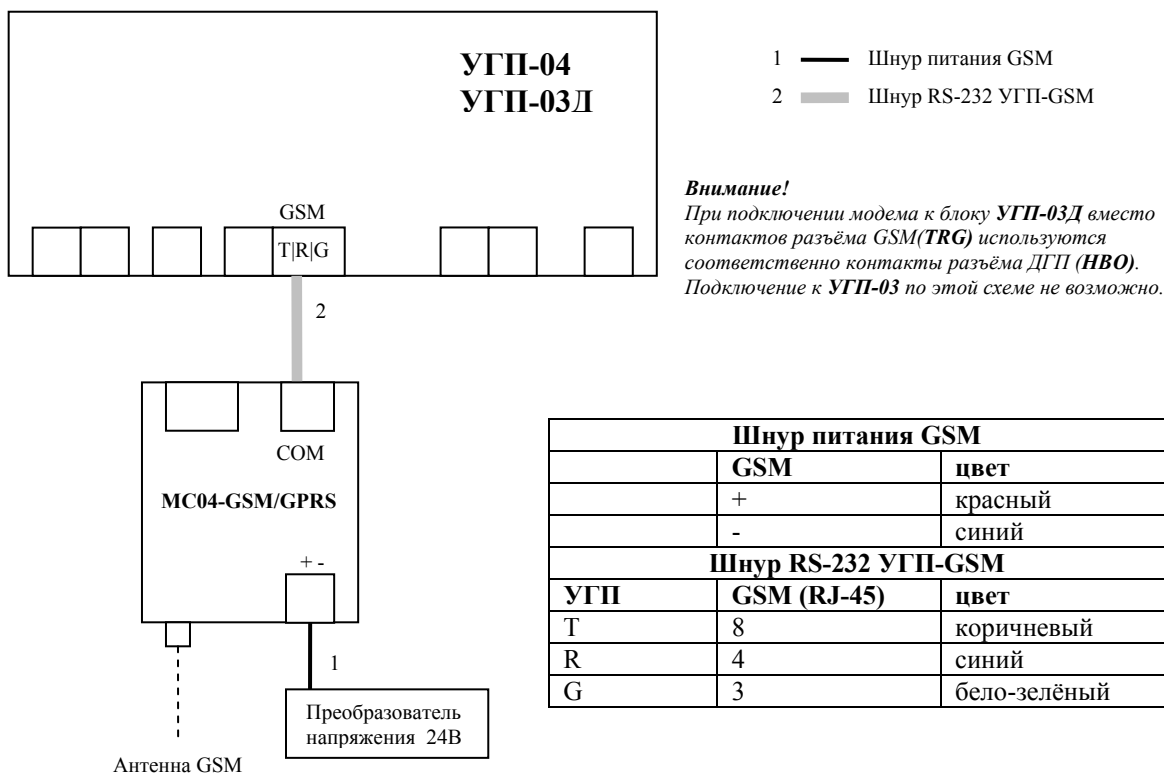 УГП-04
УГП-03Д
1 Шнур питания GSM
2 Шнур RS-232 УГП-GSM
Внимание!
При подключении модема к блоку УГП-03Д вместо
контактов разъёма GSM(TRG) используются
соответственно контакты разъёма ДГП (НВО).
Подключение к УГП-03 по этой схеме не возможно.
GSM
T|R|G
2
COM
MC04-GSM/GPRS
+ -
1
Преобразователь
напряжения 24В
Антенна GSM
Шнур питания GSM
GSM цвет
+ красный
- синий
Шнур RS-232 УГП-GSM
УГП GSM (RJ-45) цвет
T 8 коричневый
R 4 синий
G 3 бело-зелёный